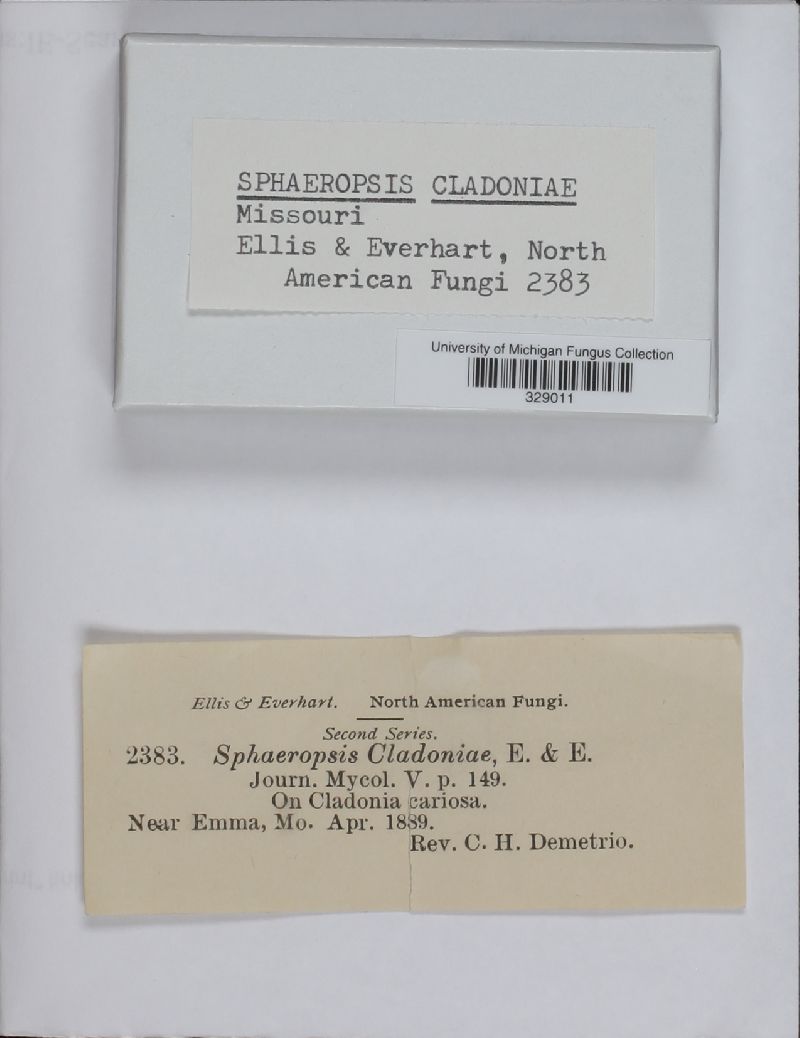 SPHAEROPSIS CLADONIAE
Missouri
Ellis & Everhart, North
American Fungi 2383
University of Michigan Fungus Collection
329011
Ellis & Everhart. North American Fungi.
Second Series.
2383. Sphaeropsis Cladoniae, E. & E.
Journ. Mycol. V. p. 149.
On Cladonia cariosa.
Near Emma, Mo. Apr. 1889.
Rev. C. H. Demetrio.